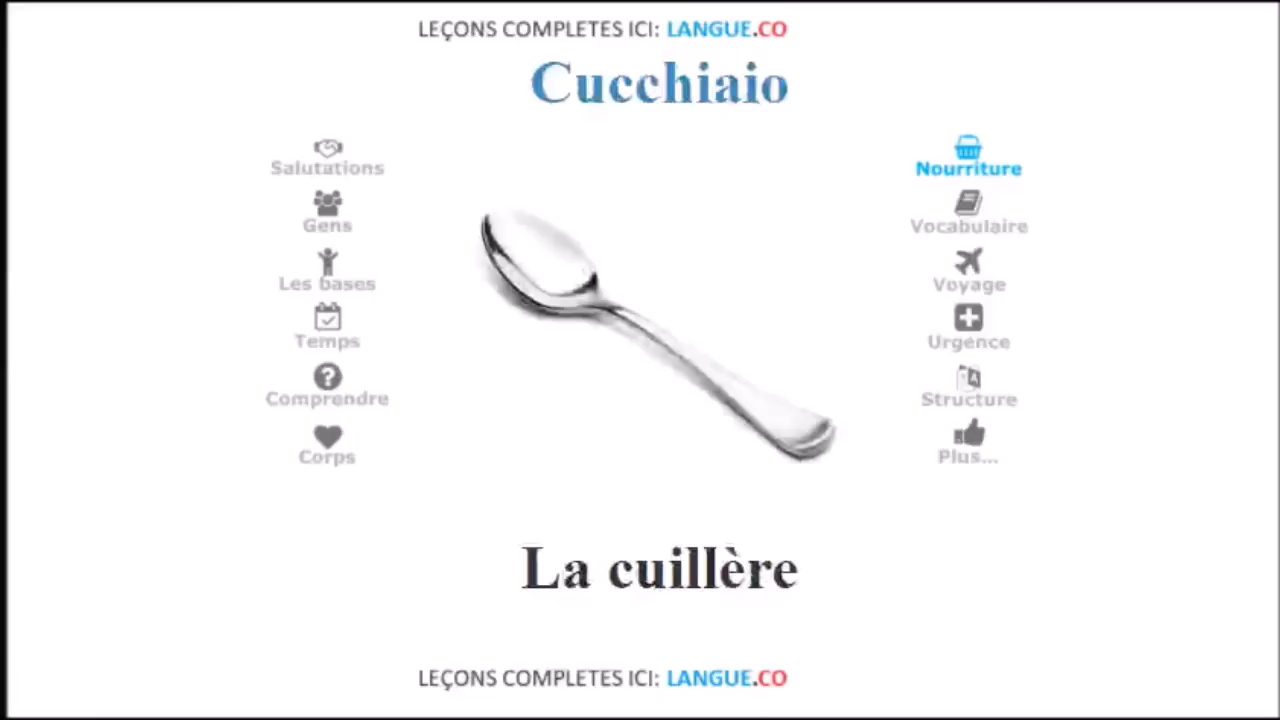 LEÇONS COMPLETES ICI: LANGUE.CO
Cucchiaio
Salutations
Gens
Les bases
Temps
Comprendre
Corps
Nourriture
Vocabulaire
Voyage
Urgence
Structure
Plus...
La cuillère
LEÇONS COMPLETES ICI: LANGUE.CO